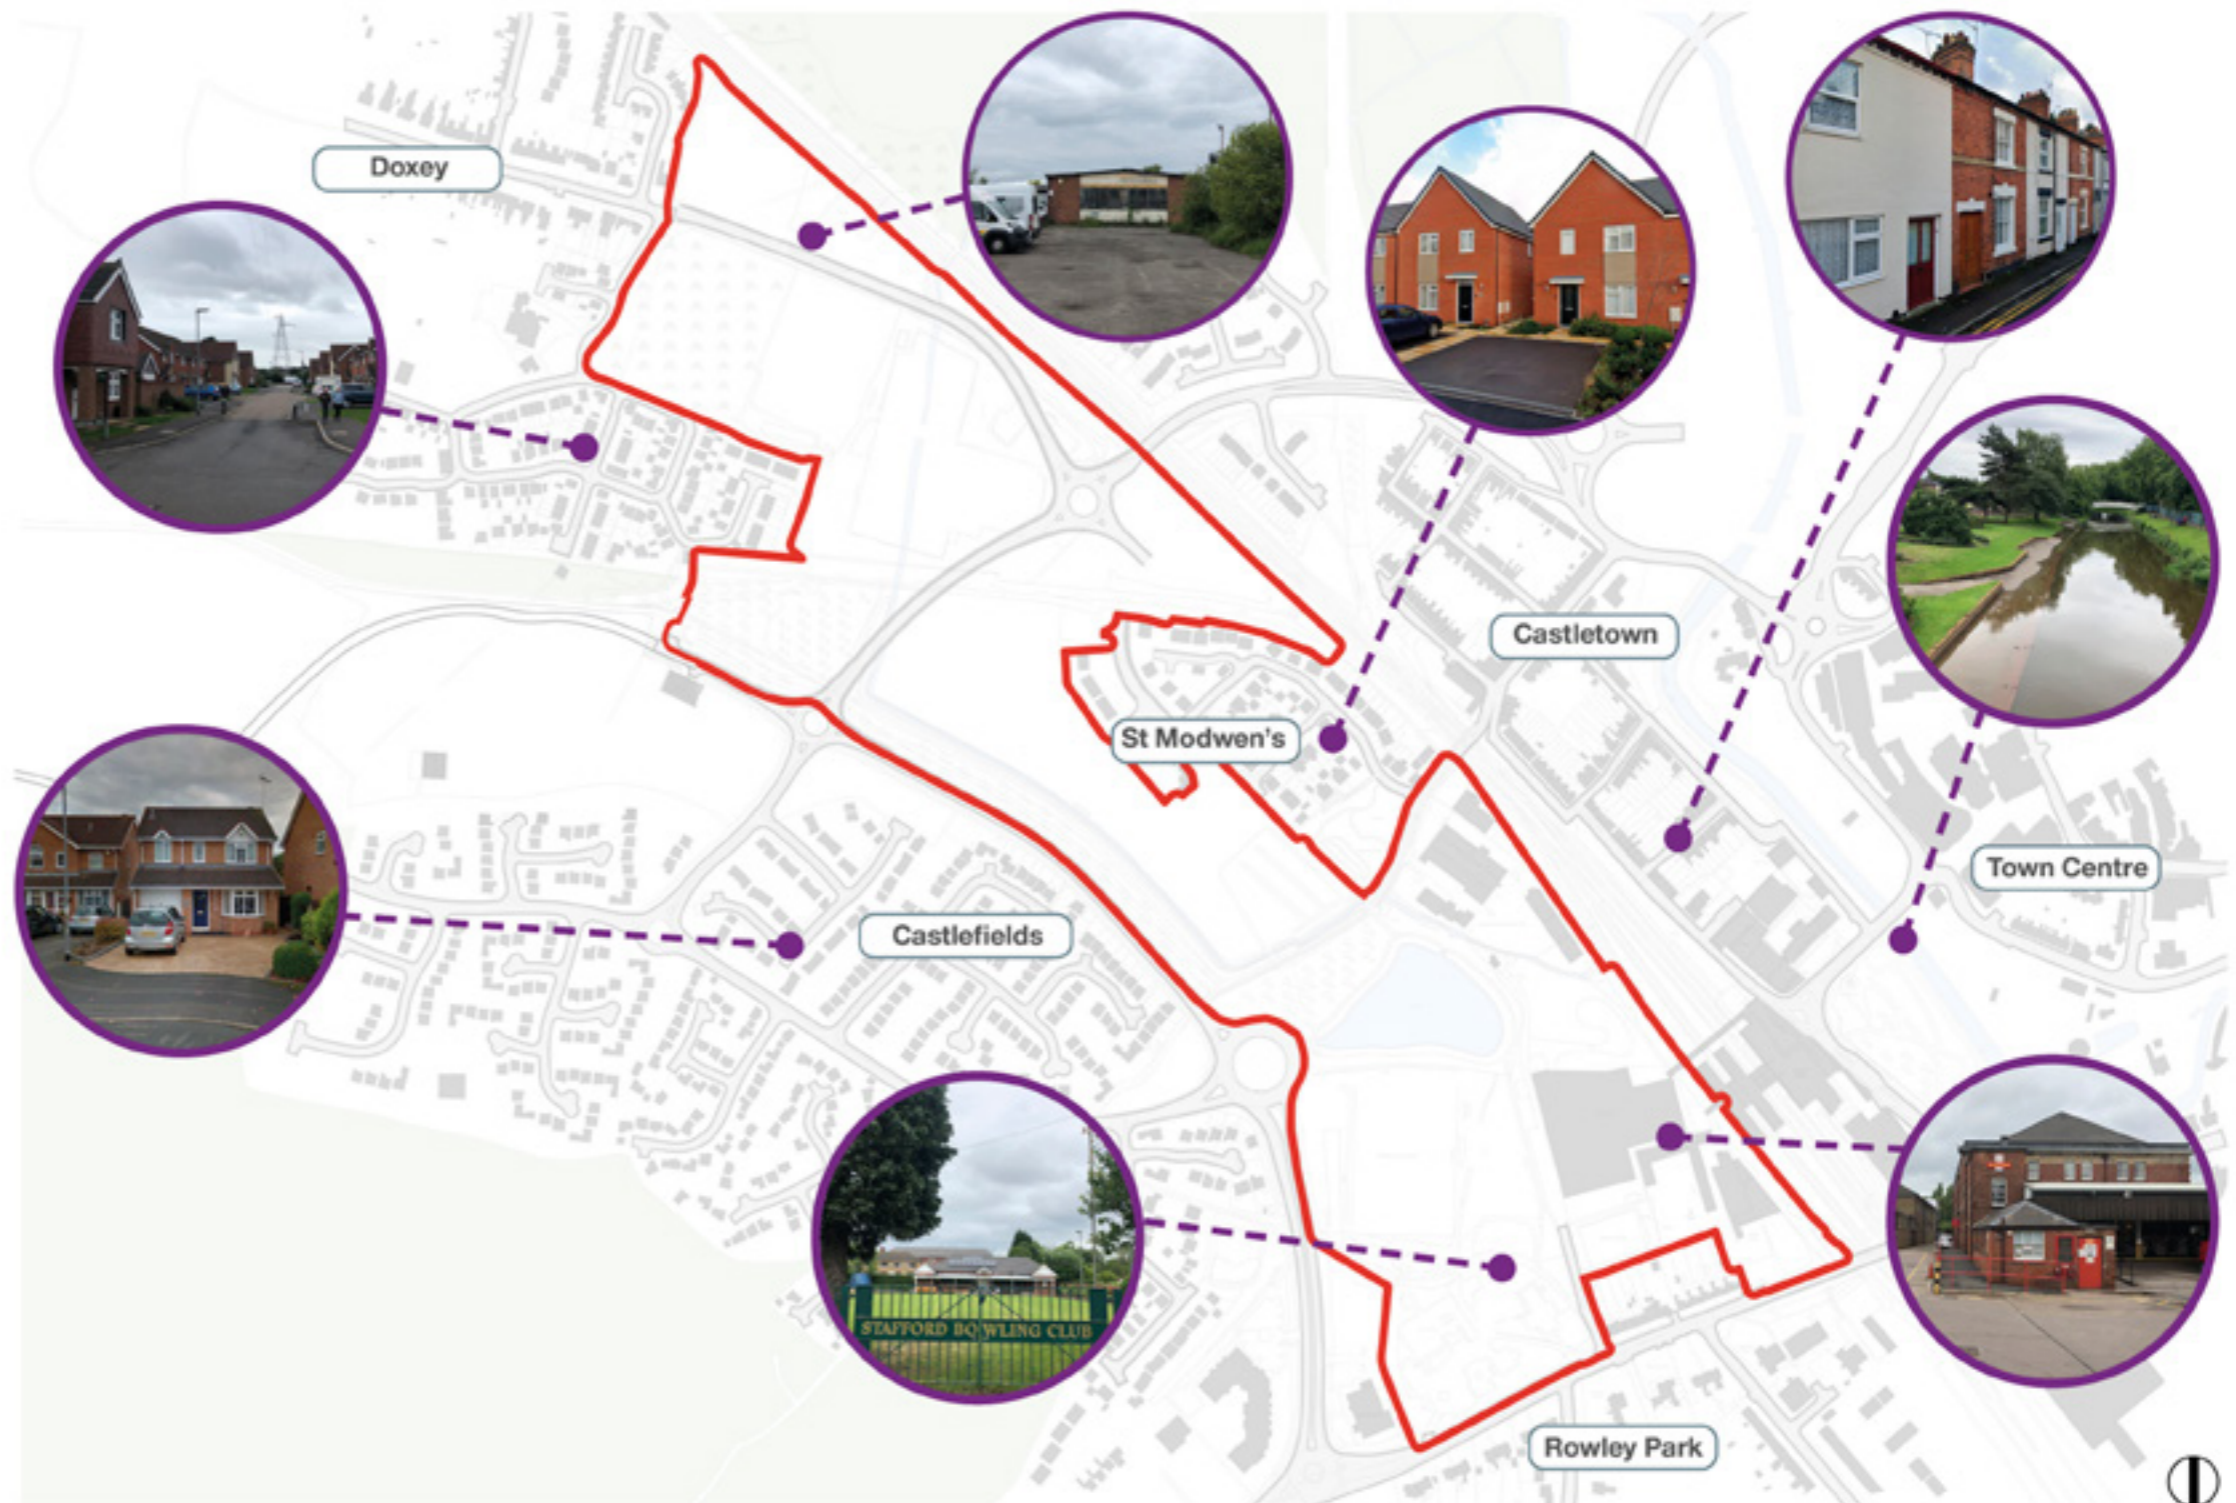 Doxey
Castletown
St Modwen's
Town Centre
Castlefields
STAFFORD BOWLING CLUB
Rowley Park